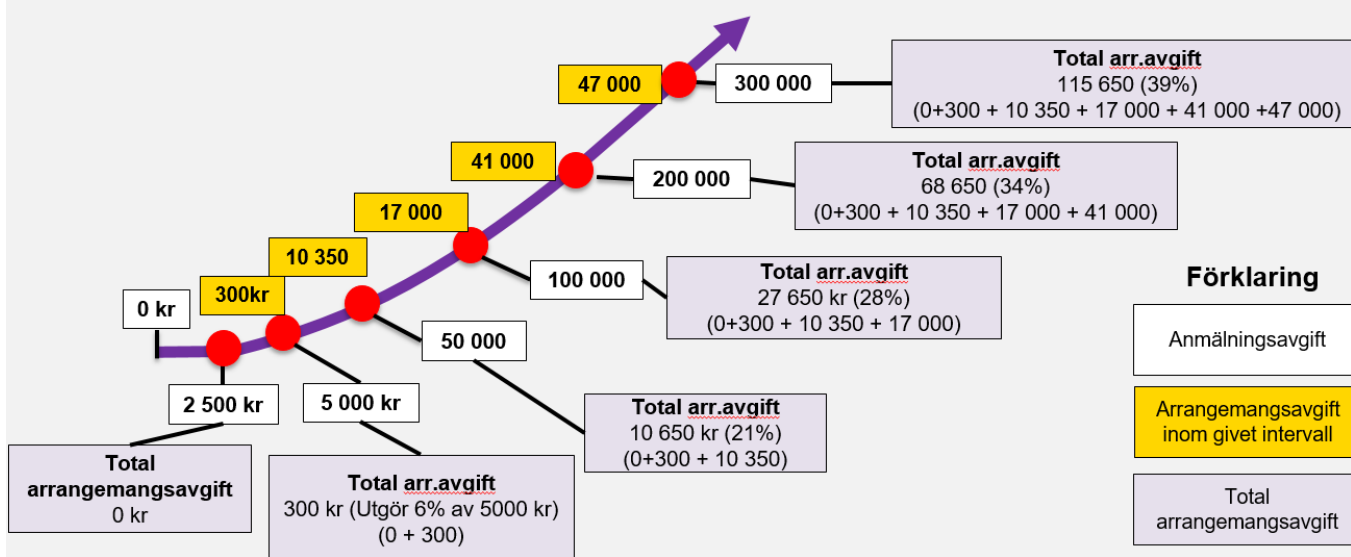 47 000
300 000
Total arr.avgift
115 650 (39%)
(0+300 + 10 350 + 17 000 + 41 000 +47 000)
41 000
200 000
Total arr.avgift
68 650 (34%)
(0+300 + 10 350 + 17 000 + 41 000)
17 000
100 000
Total arr.avgift
27 650 kr (28%)
(0+300 + 10 350 + 17 000)
10 350
50 000
Total arr.avgift
10 650 kr (21%)
(0+300 + 10 350)
300kr
5 000 kr
Total arr.avgift
300 kr (Utgör 6% av 5000 kr)
(0 + 300)
0 kr
2 500 kr
Total
arrangemangsavgift
0 kr
Förklaring
Anmälningsavgift
Arrangemangsavgift
inom givet intervall
Total
arrangemangsavgift